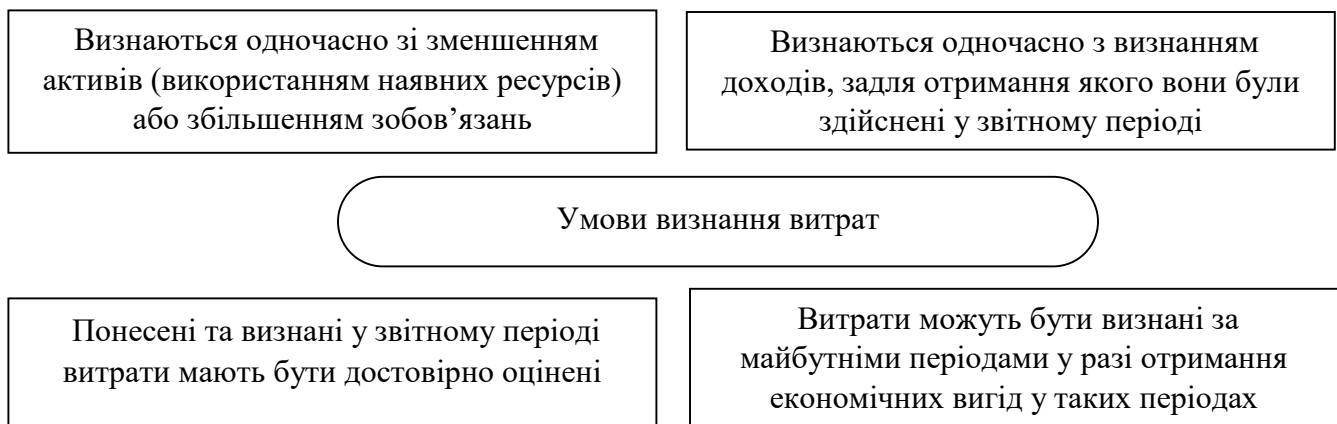 Визнаються одночасно зі зменшенням
активів (використанням наявних ресурсів)
або збільшенням зобов’язань
Визнаються одночасно з визнанням
доходів, задля отримання якого вони були
здійснені у звітному періоді
Умови визнання витрат
Понесені та визнані у звітному періоді
витрати мають бути достовірно оцінені
Витрати можуть бути визнані за
майбутніми періодами у разі отримання
економічних вигід у таких періодах